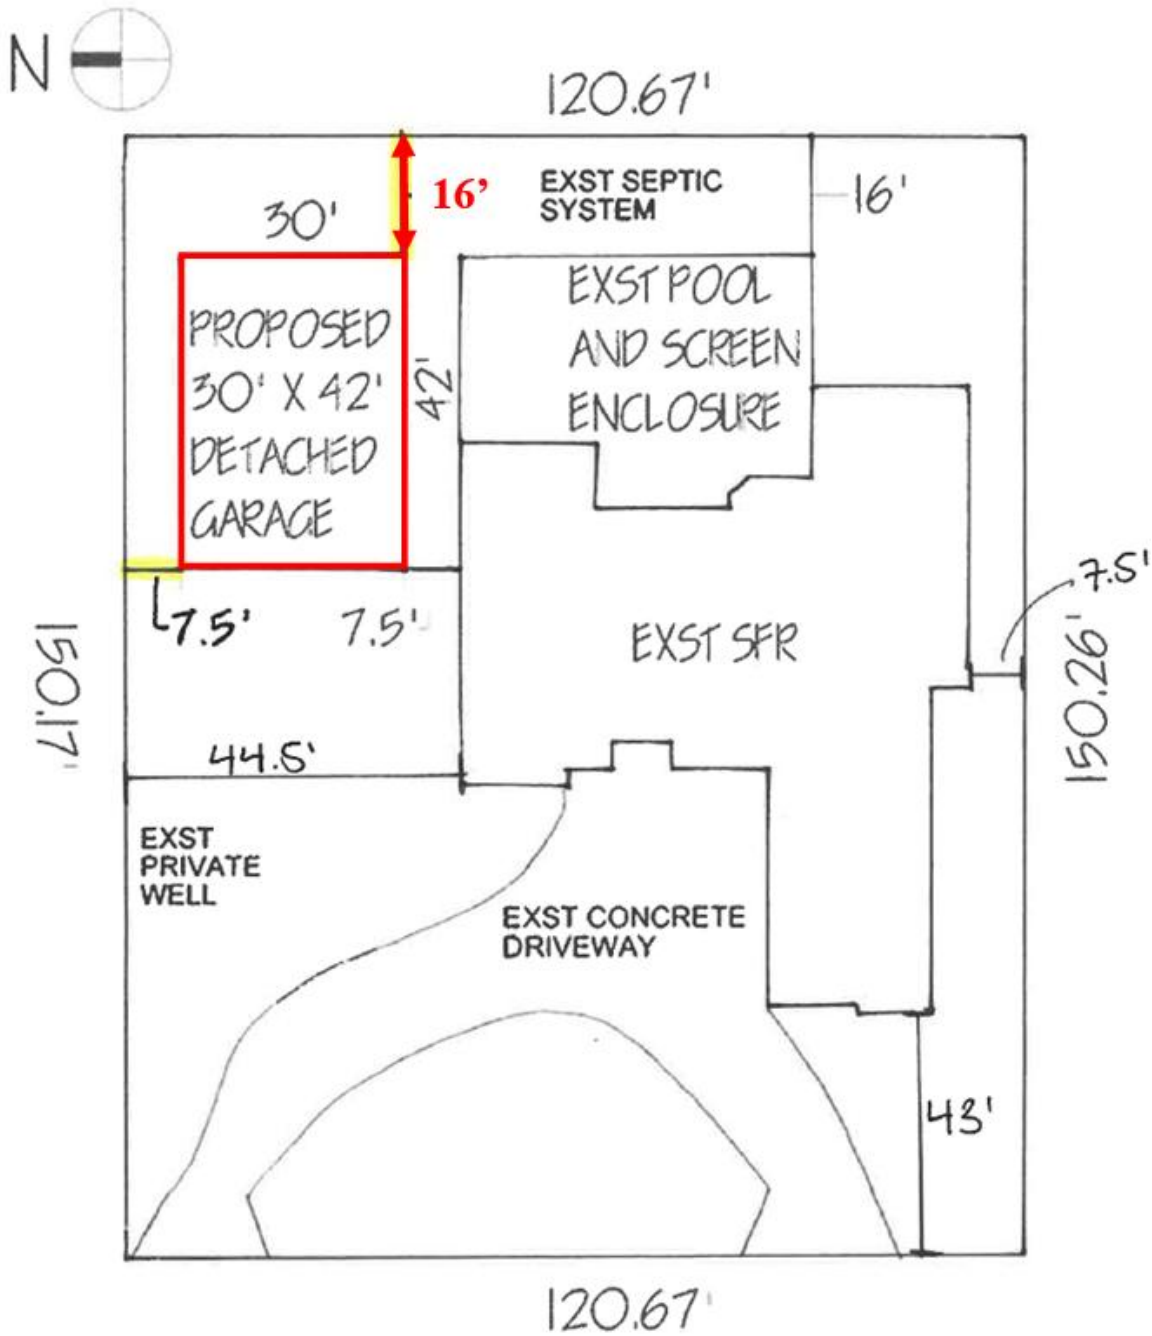 N
120.67'
16'
EXST SEPTIC
SYSTEM
16'
30'
PROPOSED
30' X 42'
DETACHED
GARAGE
42'
EXST POOL
AND SCREEN
ENCLOSURE
7.5'
7.5'
EXST SFR
7.5'
150.17'
150.26'
44.5'
EXST
PRIVATE
WELL
EXST CONCRETE
DRIVEWAY
43'
120.67'